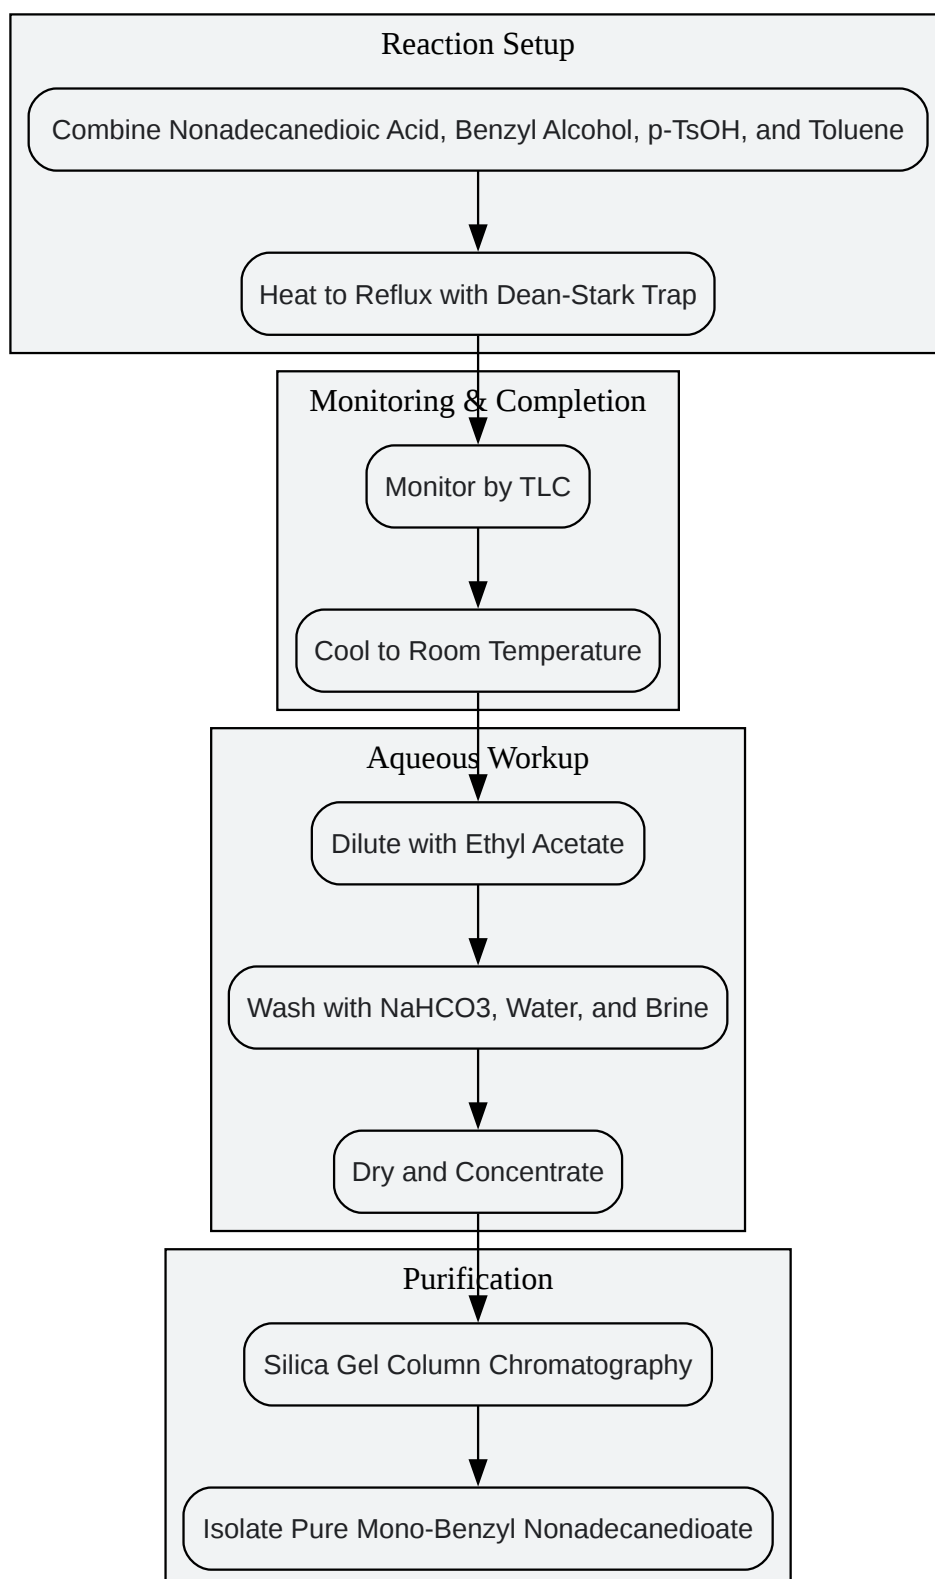 Reaction Setup
Combine Nonadecanedioic Acid, Benzyl Alcohol, p-TsOH, and Toluene
Heat to Reflux with Dean-Stark Trap
Monitoring & Completion
Monitor by TLC
Cool to Room Temperature
Aqueous Workup
Dilute with Ethyl Acetate
Wash with NaHCO3, Water, and Brine
Dry and Concentrate
Purification
Silica Gel Column Chromatography
Isolate Pure Mono-Benzyl Nonadecanedioate